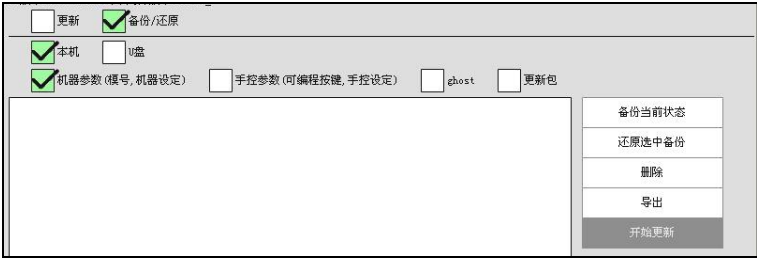 更新 备份/还原
本机 U盘
机器参数(模号,机器设定) 手控参数(可编程按键,手控设定) ghost 更新包
备份当前状态
还原选中备份
删除
导出
开始更新